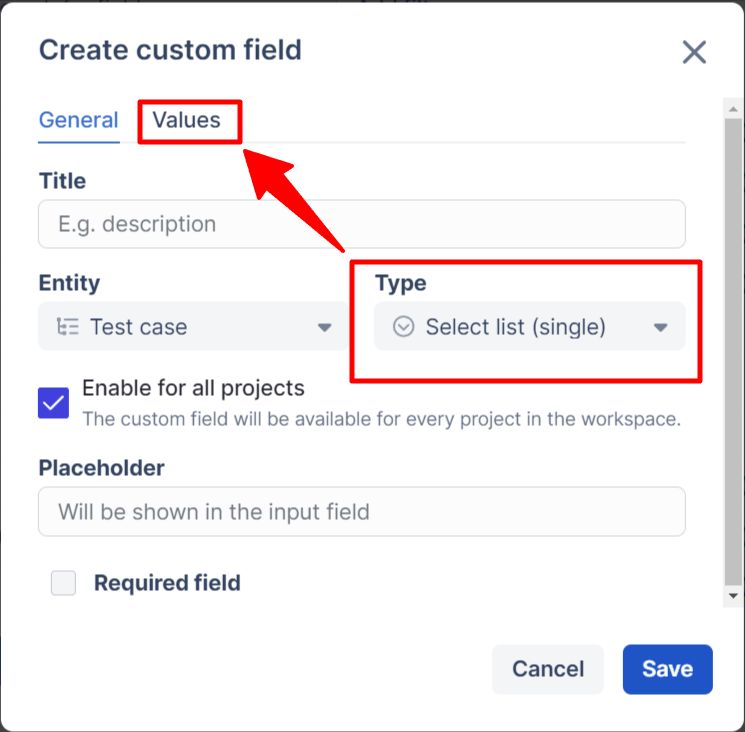 Create custom field
General
Values
Title
E.g. description
Entity
Type
Test case
Select list (single)
Enable for all projects
The custom field will be available for every project in the workspace.
Placeholder
Will be shown in the input field
Required field
Cancel
Save